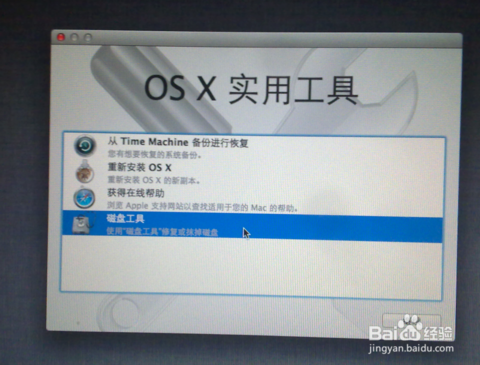 OS X 实用工具
从 Time Machine 备份进行恢复
您有想要恢复的系统备份。
重新安装 OS X
重新安装 OS X 的新副本。
获得在线帮助
浏览 Apple 支持网站以查找适用于您的 Mac 的帮助。
磁盘工具
使用“磁盘工具”修复或抹掉磁盘
Baidu 经验
jingyan.baidu.com